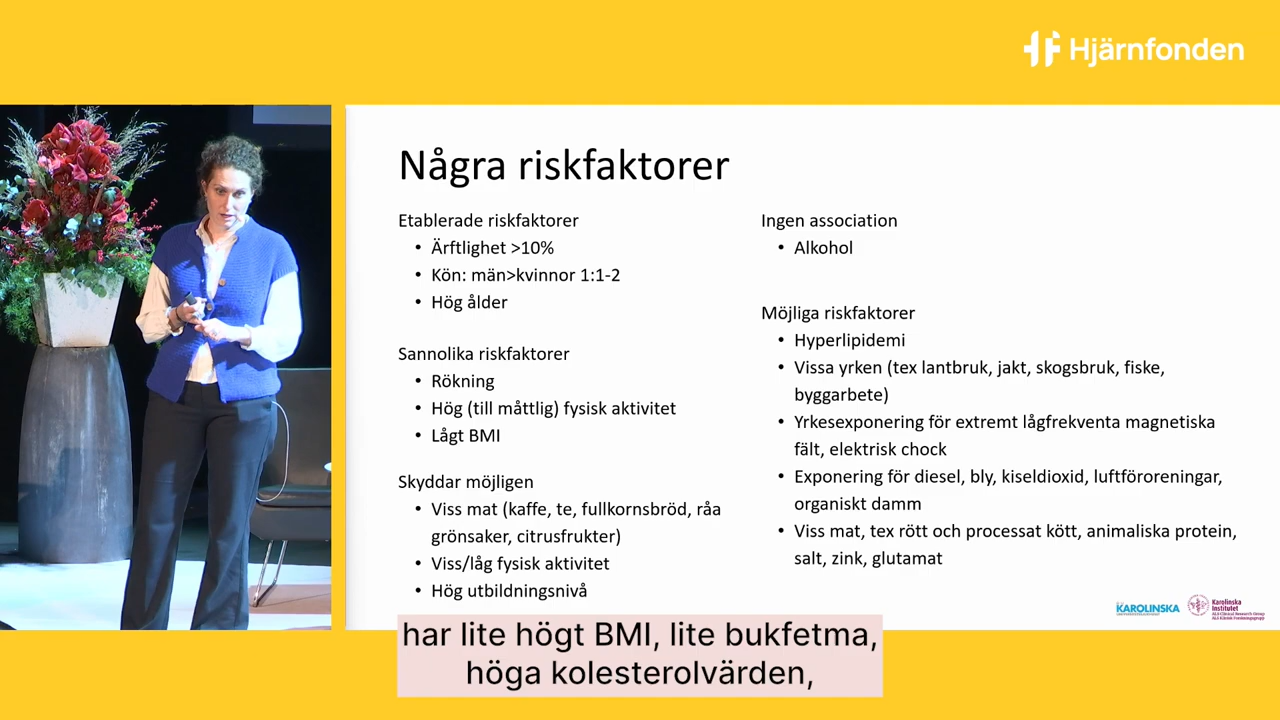 Hjärnfonden
Några riskfaktorer
Etablerade riskfaktorer
• Ärftlighet >10%
• Kön: män>kvinnor 1:1-2
• Hög ålder
Sannolika riskfaktorer
• Rökning
• Hög (till måttlig) fysisk aktivitet
• Lågt BMI
Skyddar möjligen
• Viss mat (kaffe, te, fullkornsbröd, råa
grönsaker, citrusfrukter)
• Viss/låg fysisk aktivitet
• Hög utbildningsnivå
Ingen association
• Alkohol
Möjliga riskfaktorer
• Hyperlipidemi
• Vissa yrken (tex lantbruk, jakt, skogsbruk, fiske,
byggarbete)
• Yrkesexponering för extremt lågfrekventa magnetiska
fält, elektrisk chock
• Exponering för diesel, bly, kiseldioxid, luftföroreningar,
organiskt damm
• Viss mat, tex rött och processat kött, animaliska protein,
salt, zink, glutamat
KAROLINSKA
Karolinska
Institutet
har lite högt BMI, lite bukfetma,
höga kolesterolvärden,